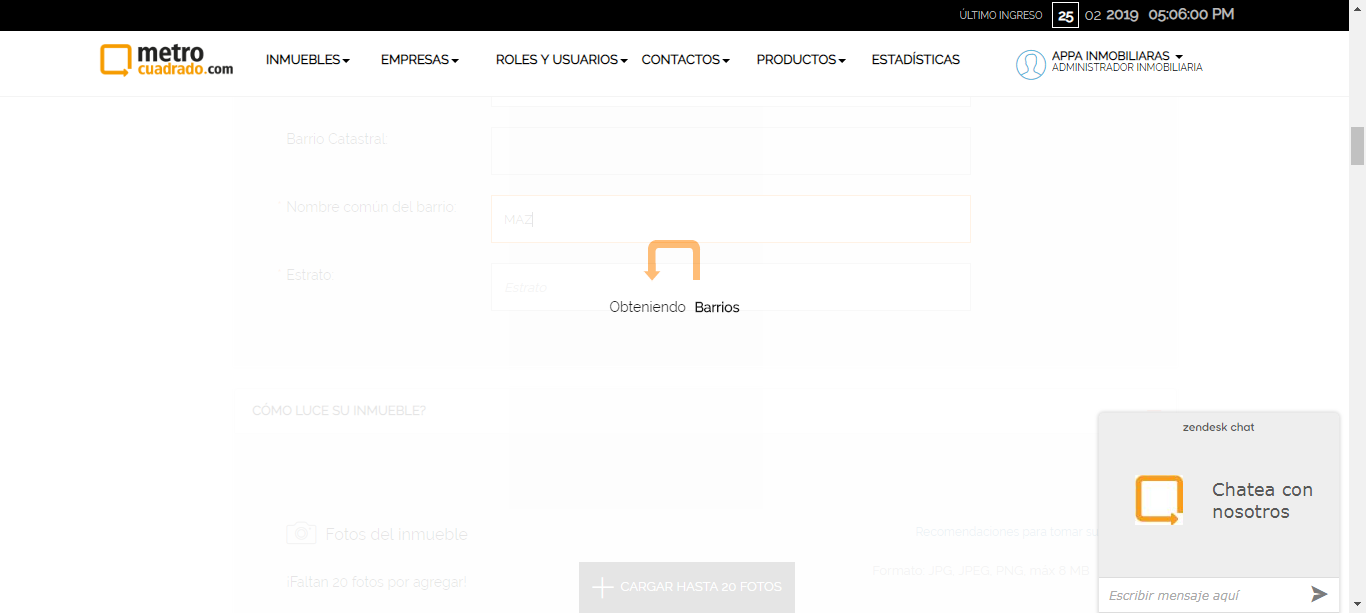 ÚLTIMO INGRESO 25 02 2019 05:06:00 PM
metro
cuadrado.com
INMUEBLES EMPRESAS ROLES Y USUARIOS CONTACTOS PRODUCTOS ESTADÍSTICAS
APPA INMOBILIARAS
ADMINISTRADOR INMOBILIARIA
Barrio Catastral:
* Nombre común del barrio: MAZ
* Estrato: Estrato
Obteniendo Barrios
CÓMO LUCE SU INMUEBLE?
zendesk chat
Chatea con
nosotros
Fotos del Inmueble
Recomendaciones para tomar su
¡Faltan 20 fotos por agregar!
CARGAR HASTA 20 FOTOS
Formato: JPG, JPEG, PNG, max 8 MB
Escribir mensaje aquí